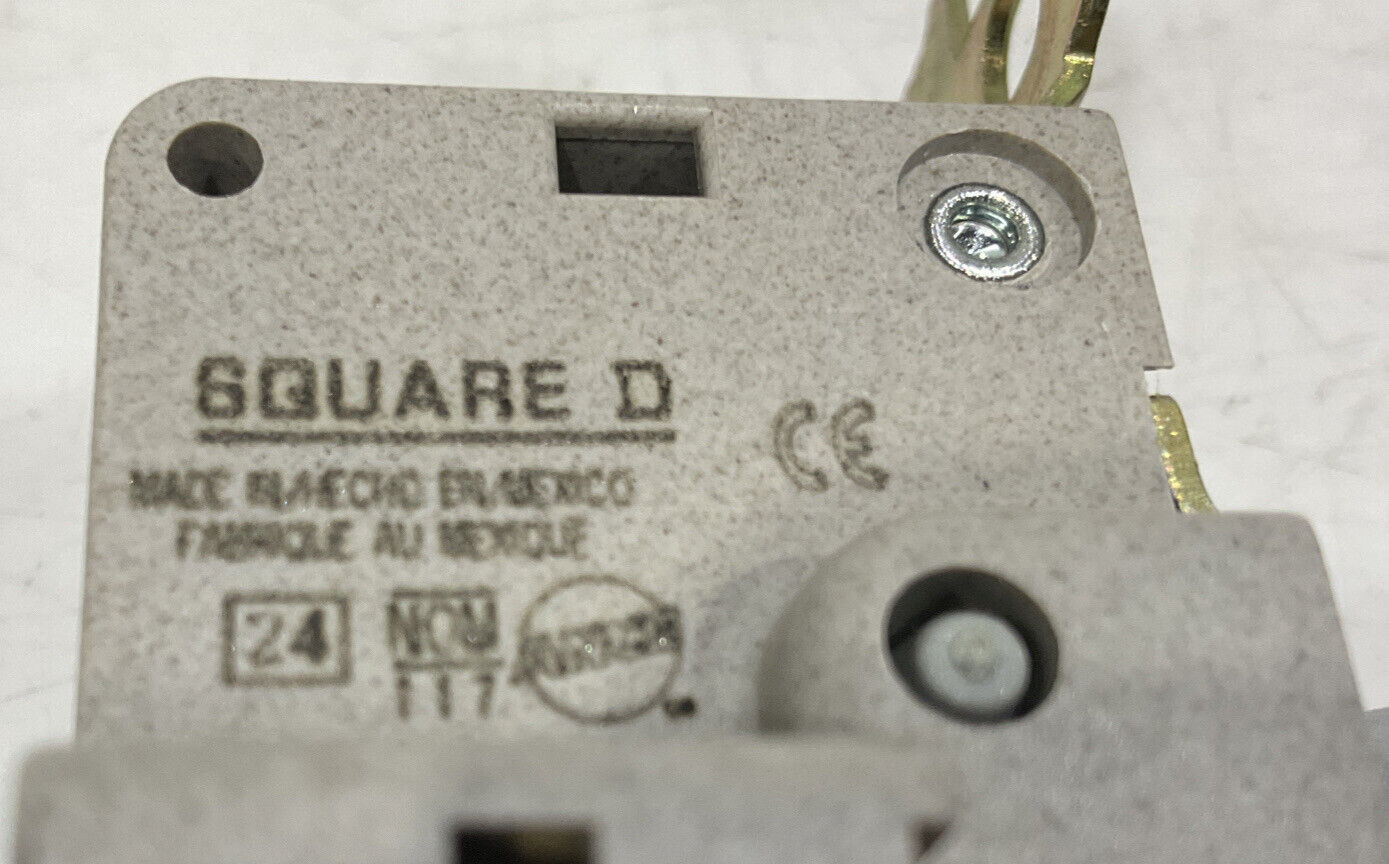 SQUARE D
CE
MADE IN/HECHO EN/MEXICO
FABRIQUE AU MEXIQUE
24
NOM
117